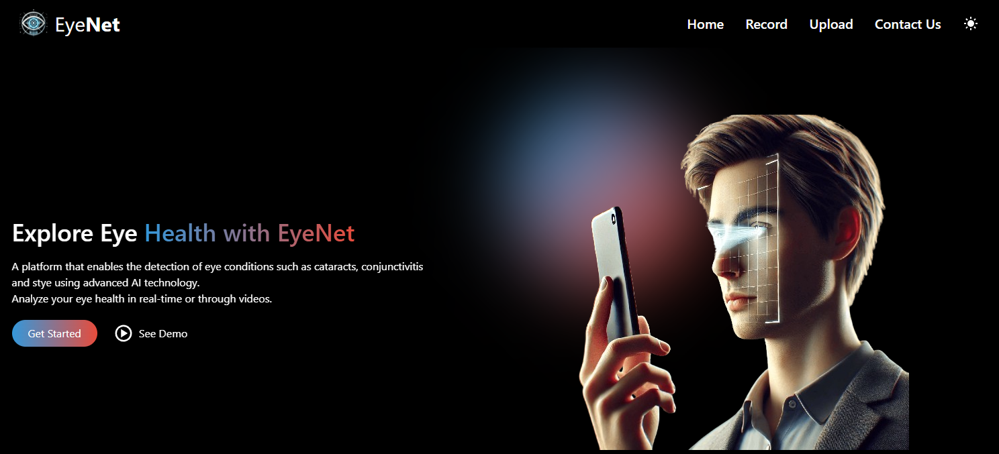 EyeNet
Home
Record
Upload
Contact Us
Explore Eye Health with EyeNet
A platform that enables the detection of eye conditions such as cataracts, conjunctivitis
and stye using advanced AI technology.
Analyze your eye health in real-time or through videos.
Get Started
See Demo